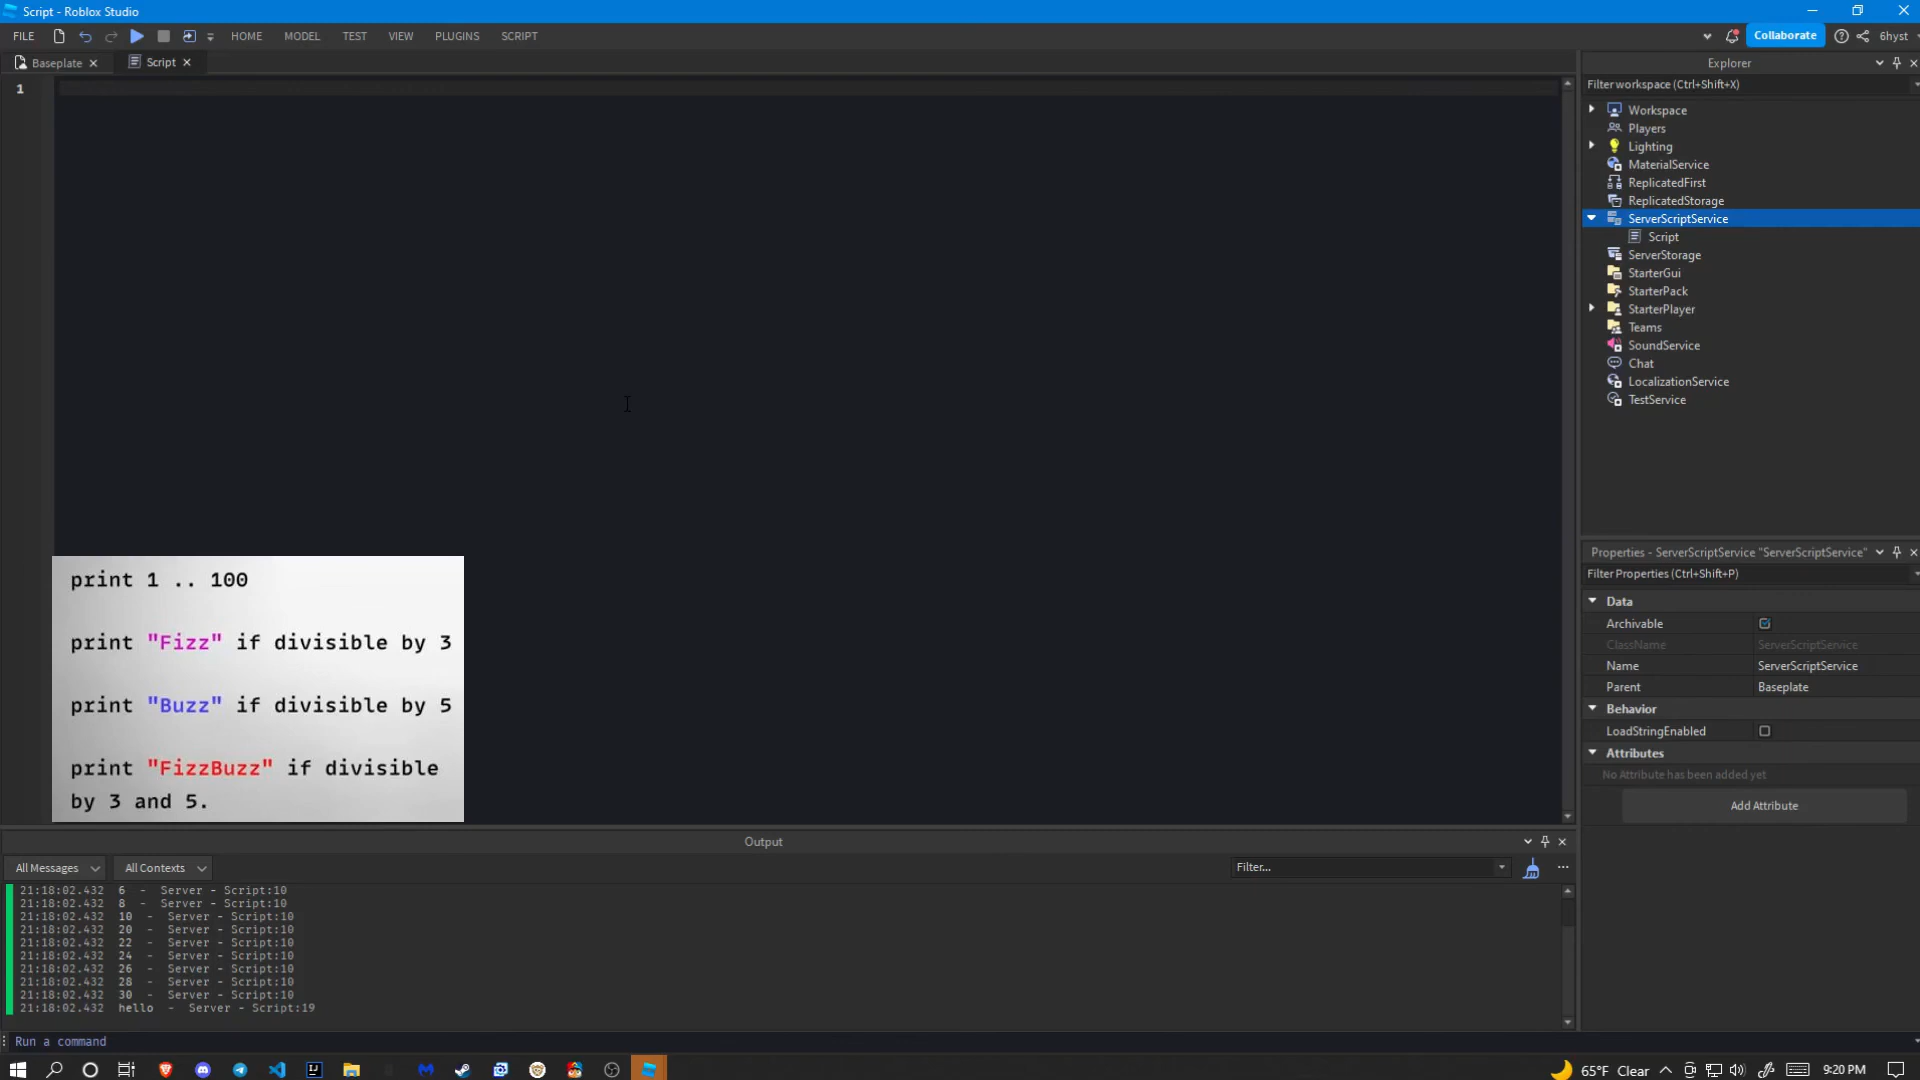 Script - Roblox Studio
FILE HOME MODEL TEST VIEW PLUGINS SCRIPT Collaborate 6hyst
Baseplate Script
1
Explorer
Filter workspace (Ctrl+Shift+X)
Workspace
Players
Lighting
MaterialService
ReplicatedFirst
ReplicatedStorage
ServerScriptService
Script
ServerStorage
StarterGui
StarterPack
StarterPlayer
Teams
SoundService
Chat
LocalizationService
TestService
print 1 .. 100
print "Fizz" if divisible by 3
print "Buzz" if divisible by 5
print "FizzBuzz" if divisible
by 3 and 5.
Properties - ServerScriptService "ServerScriptService"
Filter Properties (Ctrl+Shift+P)
Data
Archivable
ClassName ServerScriptService
Name ServerScriptService
Parent Baseplate
Behavior
LoadStringEnabled
Attributes
No Attribute has been added yet
Add Attribute
Output
All Messages All Contexts Filter...
21:18:02.432 6 - Server - Script:10
21:18:02.432 8 - Server - Script:10
21:18:02.432 10 - Server - Script:10
21:18:02.432 20 - Server - Script:10
21:18:02.432 22 - Server - Script:10
21:18:02.432 24 - Server - Script:10
21:18:02.432 26 - Server - Script:10
21:18:02.432 28 - Server - Script:10
21:18:02.432 30 - Server - Script:10
21:18:02.432 hello - Server - Script:19
Run a command
65°F Clear 9:20 PM